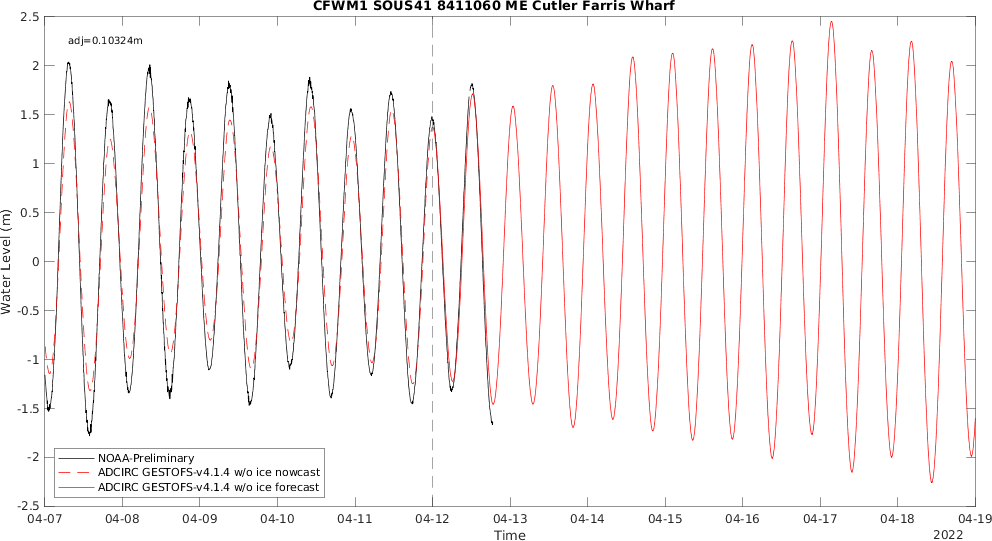 CFWM1 SOUS41 8411060 ME Cutler Farris Wharf
adj=0.10324m
2.5
2
1.5
1
0.5
0
-0.5
-1
-1.5
-2
-2.5
Water Level (m)
NOAA-Preliminary
ADCIRC GESTOFS-v4.1.4 w/o ice nowcast
ADCIRC GESTOFS-v4.1.4 w/o ice forecast
04-07 04-08 04-09 04-10 04-11 04-12 04-13 04-14 04-15 04-16 04-17 04-18 04-19
Time
2022